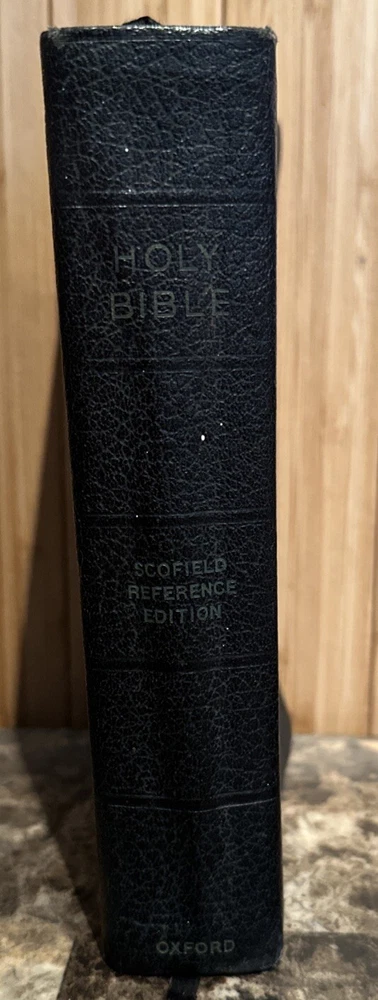 HOLY
BIBLE
SCOFIELD
REFERENCE
EDITION
OXFORD